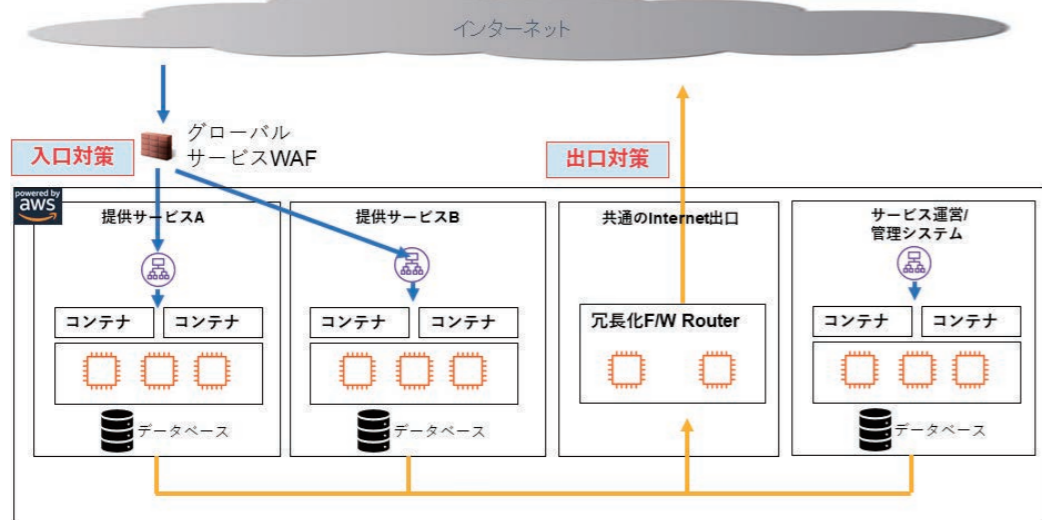 インターネット
グローバル
サービスWAF
入口対策
出口対策
powered by
aws
提供サービスA
提供サービスB
共通のInternet出口
サービス運営/
管理システム
コンテナ
コンテナ
コンテナ
コンテナ
冗長化F/W Router
コンテナ
コンテナ
データベース
データベース
データベース